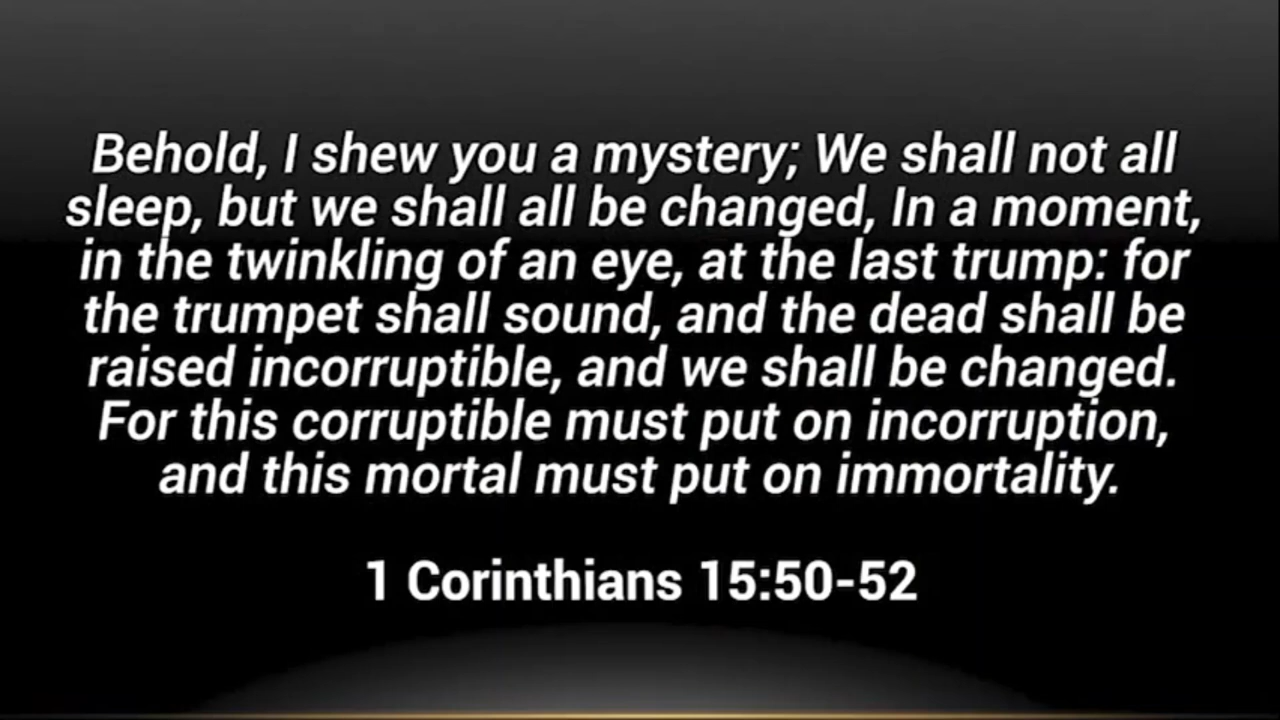 Behold, I shew you a mystery; We shall not all
sleep, but we shall all be changed, In a moment,
in the twinkling of an eye, at the last trump: for
the trumpet shall sound, and the dead shall be
raised incorruptible, and we shall be changed.
For this corruptible must put on incorruption,
and this mortal must put on immortality.
1 Corinthians 15:50-52